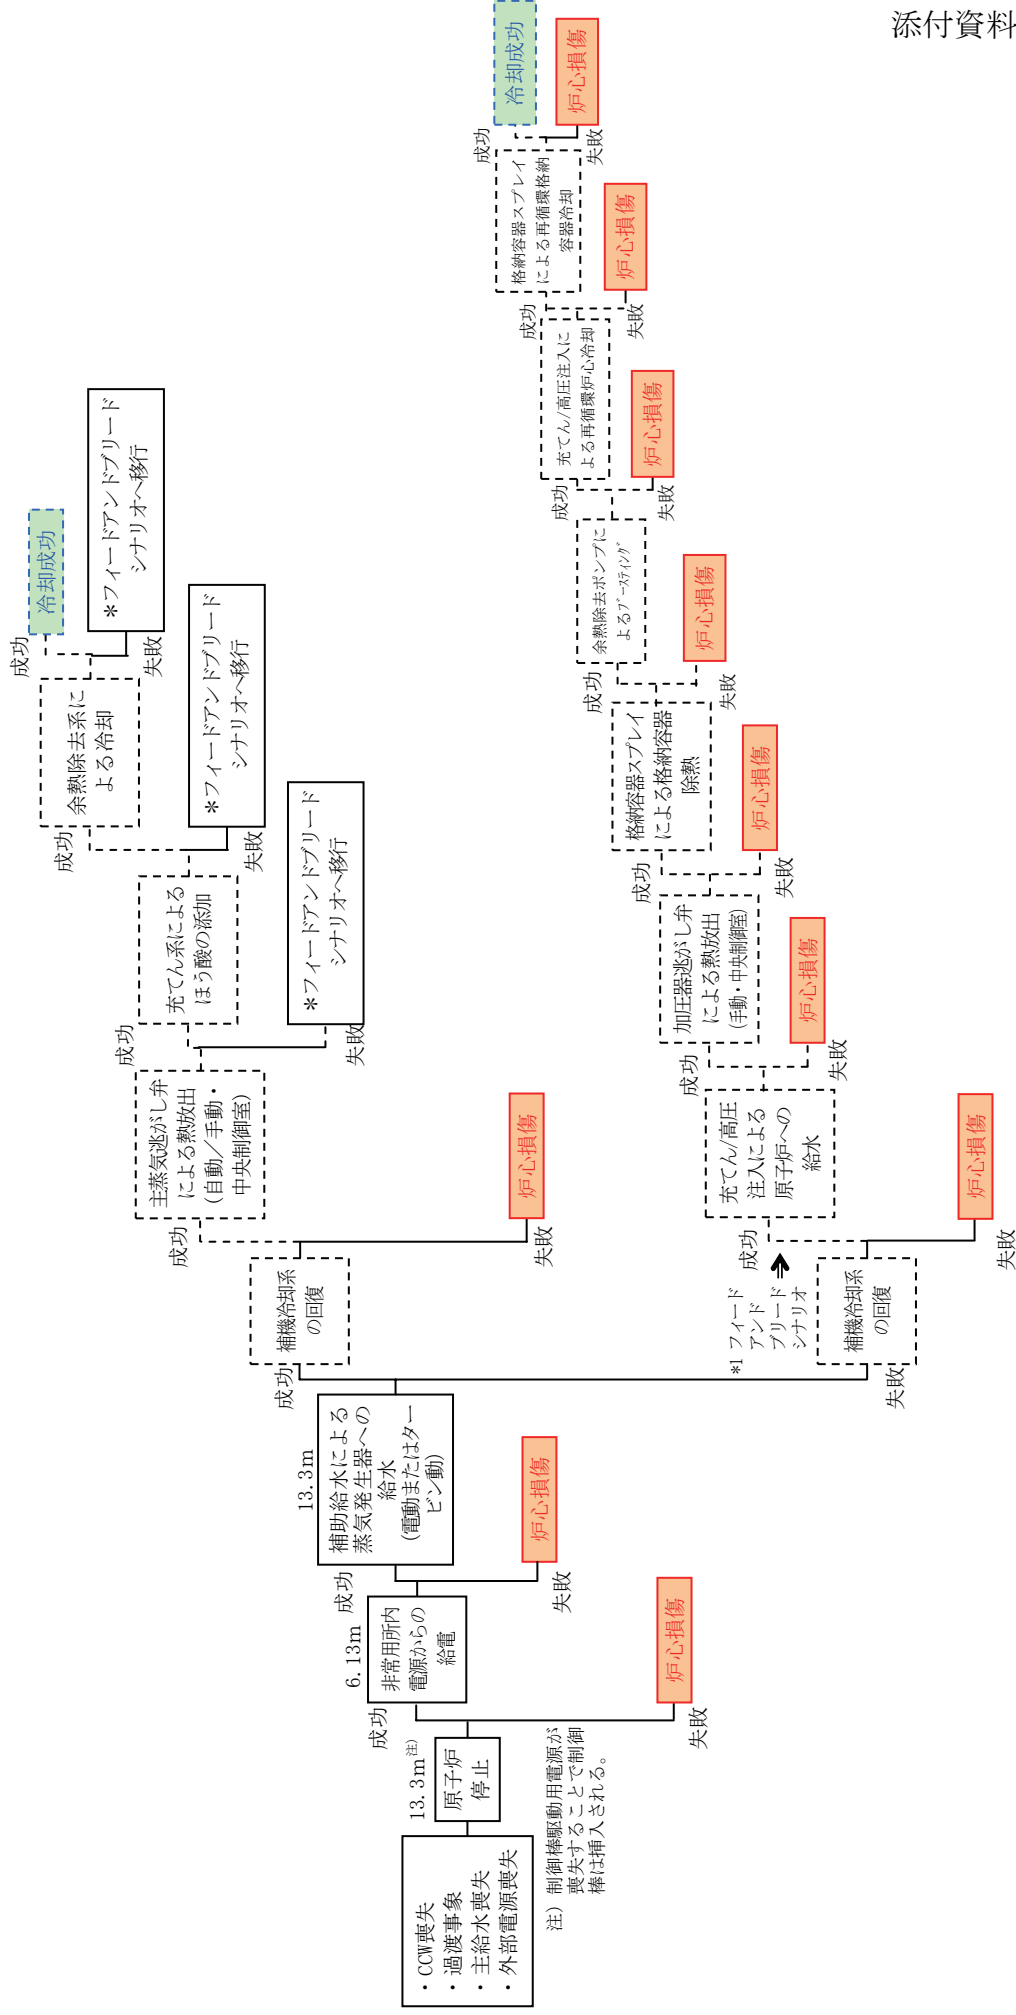 添付資料
・CCW喪失
・過渡事象
・主給水喪失
・外部電源喪失
13.3m注)
原子炉
停止
注) 制御棒駆動用電源が
喪失することで制御
棒は挿入される。
成功
失敗
炉心損傷
6.13m
非常用所内
電源からの
給電
成功
失敗
炉心損傷
13.3m
補助給水による
蒸気発生器への
給水
(電動またはター
ビン動)
成功
失敗
補機冷却系
の回復
成功
失敗
炉心損傷
主蒸気逃がし弁
による熱放出
(自動／手動・
中央制御室)
成功
失敗
＊フィードアンドブリード
シナリオへ移行
充てん系による
ほう酸の添加
成功
失敗
＊フィードアンドブリード
シナリオへ移行
余熱除去系に
よる冷却
成功
冷却成功
失敗
＊フィードアンドブリード
シナリオへ移行
補機冷却系
の回復
*1 フィード
アンド
ブリード
シナリオ
成功
失敗
炉心損傷
充てん/高圧
注入による
原子炉への
給水
成功
失敗
炉心損傷
加圧器逃がし弁
による熱放出
(手動・中央制御室)
成功
失敗
炉心損傷
格納容器スプレイ
による格納容器
除熱
成功
失敗
炉心損傷
余熱除去ポンプに
よるブースティング
成功
失敗
炉心損傷
充てん/高圧注入に
よる再循環炉心冷却
成功
失敗
炉心損傷
格納容器スプレイ
による再循環格納
容器冷却
成功
冷却成功
失敗
炉心損傷